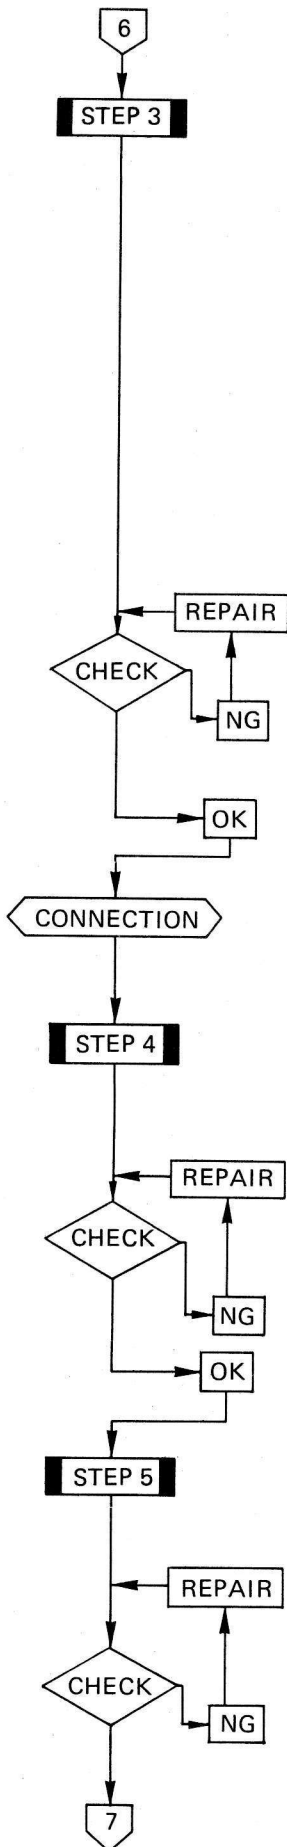 6
STEP 3
REPAIR
CHECK
NG
OK
CONNECTION
STEP 4
REPAIR
CHECK
NG
OK
STEP 5
REPAIR
CHECK
NG
7